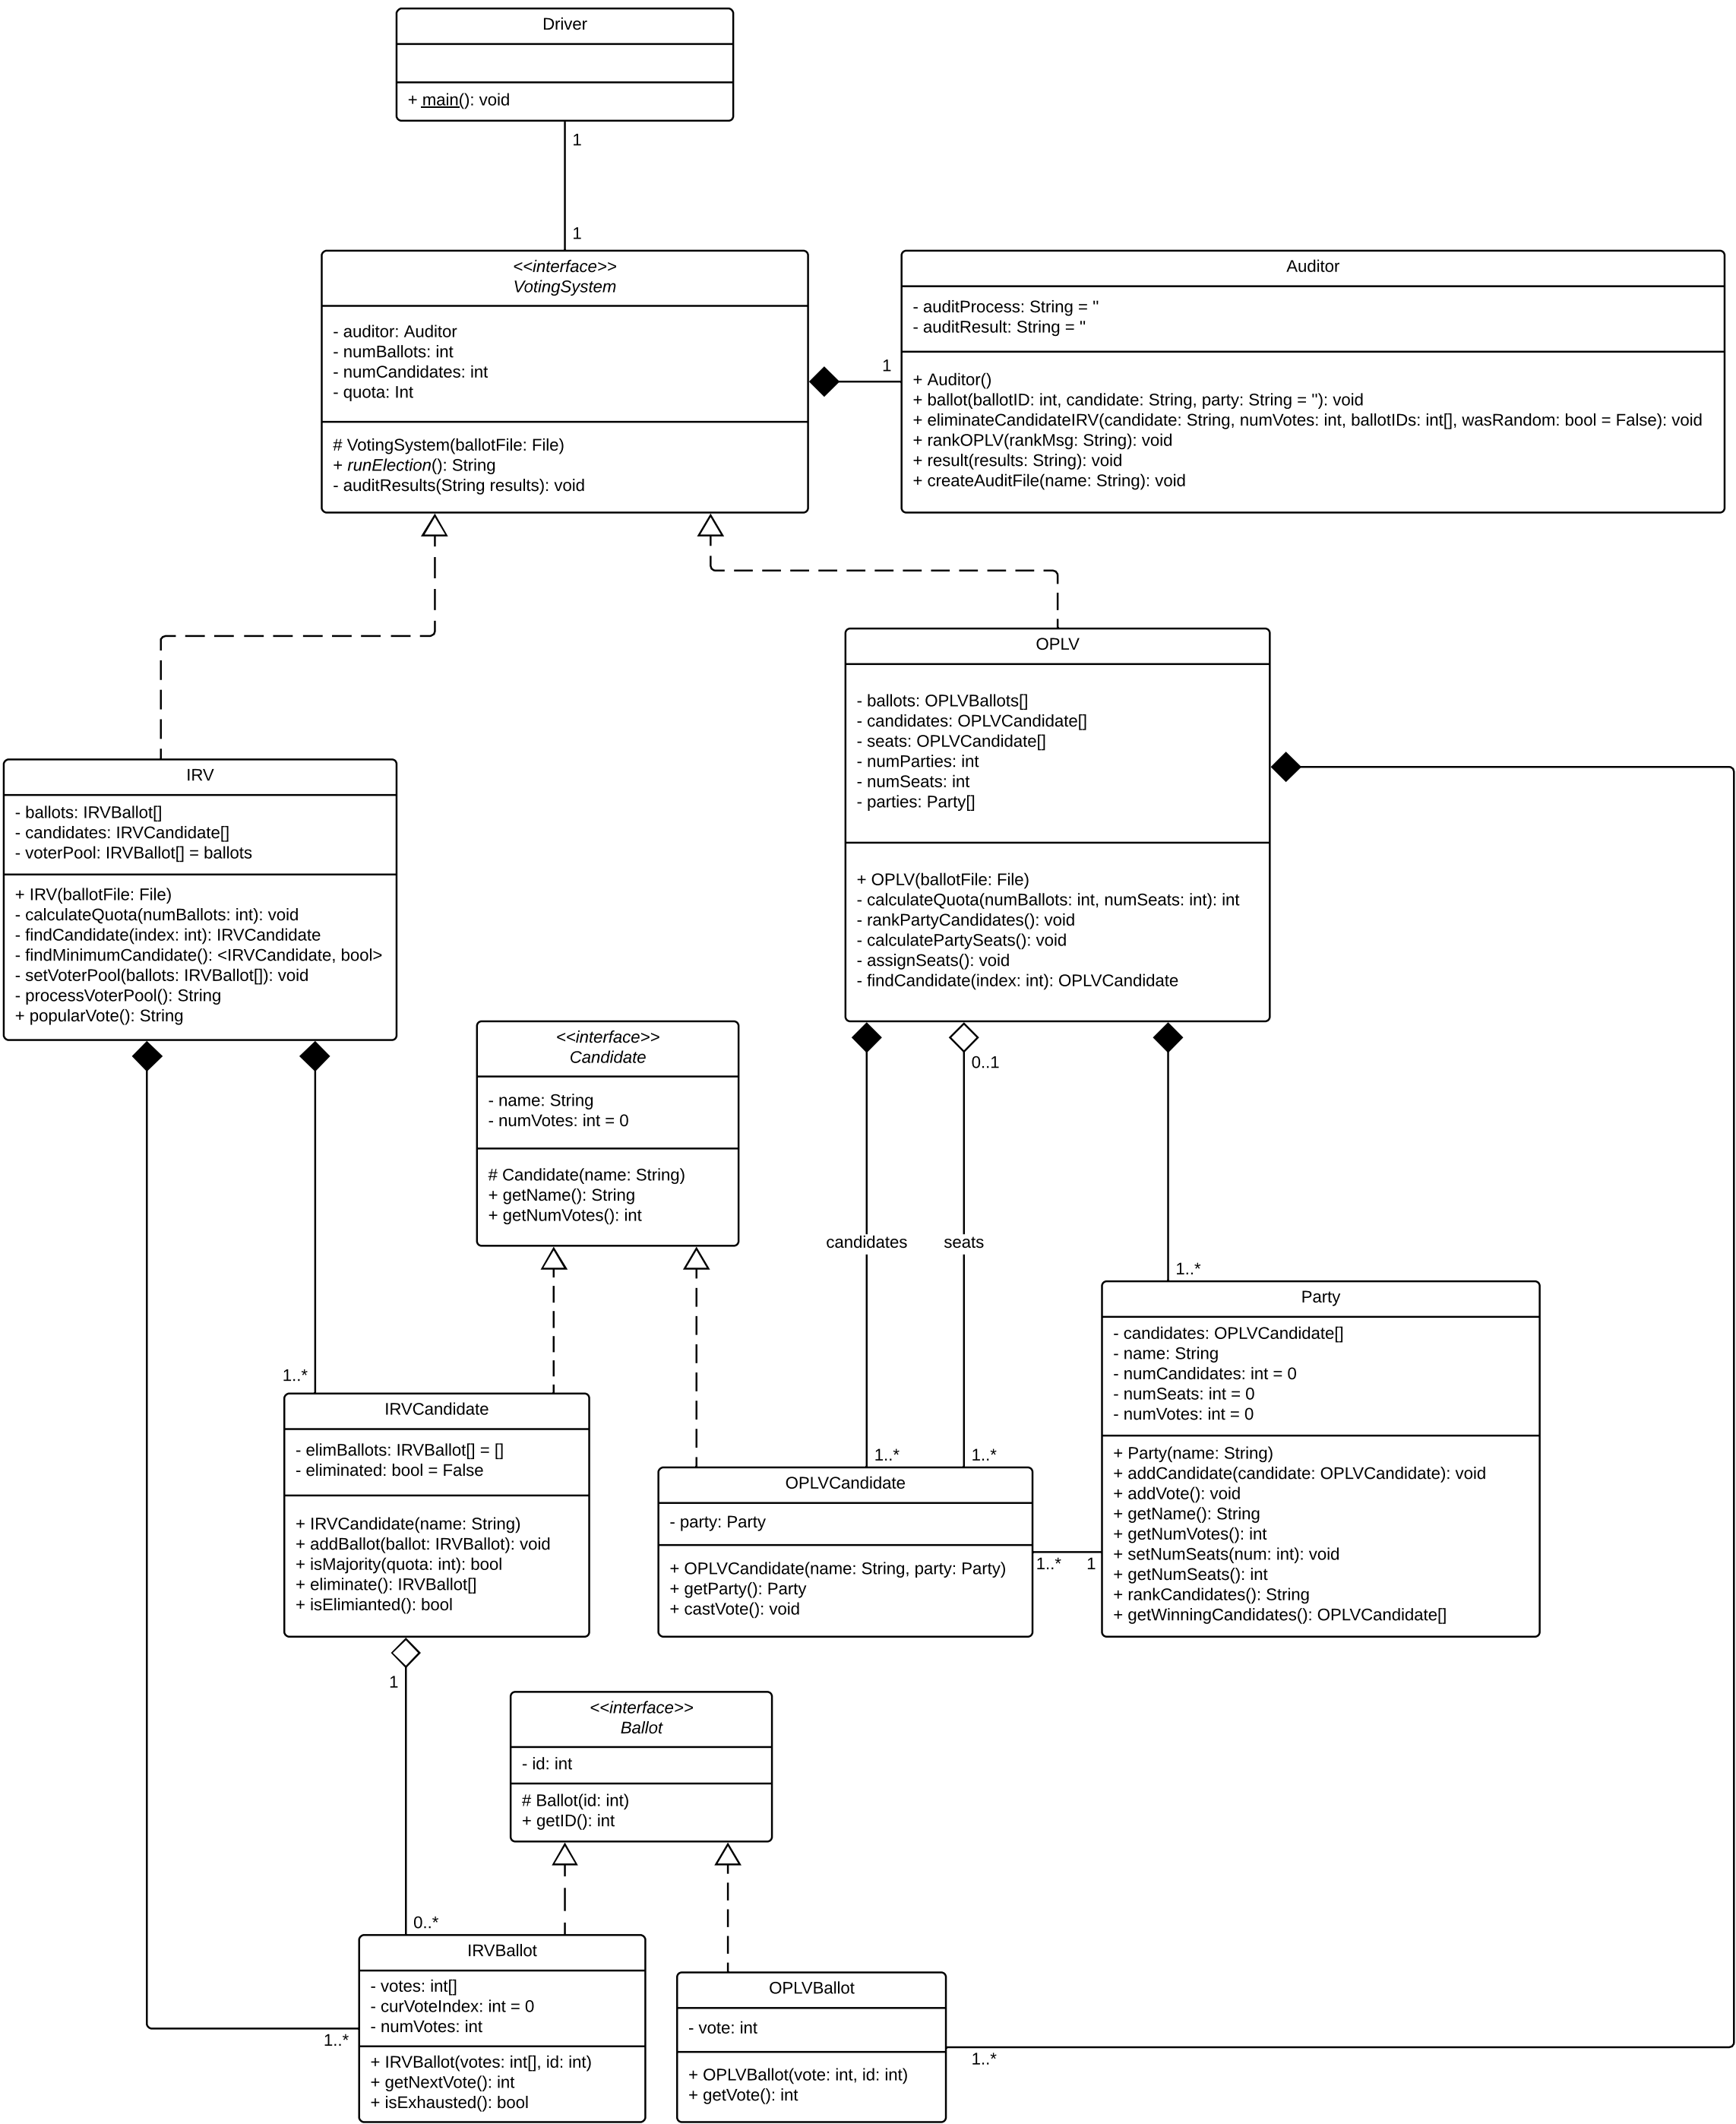 Driver
+ main(): void
1
1
<<interface>>
VotingSystem
- auditor: Auditor
- numBallots: int
- numCandidates: int
- quota: Int
# VotingSystem(ballotFile: File)
+ runElection(): String
- auditResults(String results): void
1
Auditor
- auditProcess: String = ''
- auditResult: String = ''
+ Auditor()
+ ballot(ballotID: int, candidate: String, party: String = ''): void
+ eliminateCandidateIRV(candidate: String, numVotes: int, ballotIDs: int[], wasRandom: bool = False): void
+ rankOPLV(rankMsg: String): void
+ result(results: String): void
+ createAuditFile(name: String): void
OPLV
- ballots: OPLVBallots[]
- candidates: OPLVCandidate[]
- seats: OPLVCandidate[]
- numParties: int
- numSeats: int
- parties: Party[]
+ OPLV(ballotFile: File)
- calculateQuota(numBallots: int, numSeats: int): int
- rankPartyCandidates(): void
- calculatePartySeats(): void
- assignSeats(): void
- findCandidate(index: int): OPLVCandidate
IRV
- ballots: IRVBallot[]
- candidates: IRVCandidate[]
- voterPool: IRVBallot[] = ballots
+ IRV(ballotFile: File)
- calculateQuota(numBallots: int): void
- findCandidate(index: int): IRVCandidate
- findMinimumCandidate(): <IRVCandidate, bool>
- setVoterPool(ballots: IRVBallot[]): void
- processVoterPool(): String
+ popularVote(): String
<<interface>>
Candidate
- name: String
- numVotes: int = 0
# Candidate(name: String)
+ getName(): String
+ getNumVotes(): int
0..1
candidates
seats
1..*
Party
- candidates: OPLVCandidate[]
- name: String
- numCandidates: int = 0
- numSeats: int = 0
- numVotes: int = 0
+ Party(name: String)
+ addCandidate(candidate: OPLVCandidate): void
+ addVote(): void
+ getName(): String
+ getNumVotes(): int
+ setNumSeats(num: int): void
+ getNumSeats(): int
+ rankCandidates(): String
+ getWinningCandidates(): OPLVCandidate[]
1..*
IRVCandidate
- elimBallots: IRVBallot[] = []
- eliminated: bool = False
+ IRVCandidate(name: String)
+ addBallot(ballot: IRVBallot): void
+ isMajority(quota: int): bool
+ eliminate(): IRVBallot[]
+ isElimianted(): bool
1..*
1..*
OPLVCandidate
- party: Party
+ OPLVCandidate(name: String, party: Party)
+ getParty(): Party
+ castVote(): void
1..*
1
1
<<interface>>
Ballot
- id: int
# Ballot(id: int)
+ getID(): int
0..*
IRVBallot
- votes: int[]
- curVoteIndex: int = 0
- numVotes: int
+ IRVBallot(votes: int[], id: int)
+ getNextVote(): int
+ isExhausted(): bool
1..*
OPLVBallot
- vote: int
+ OPLVBallot(vote: int, id: int)
+ getVote(): int
1..*